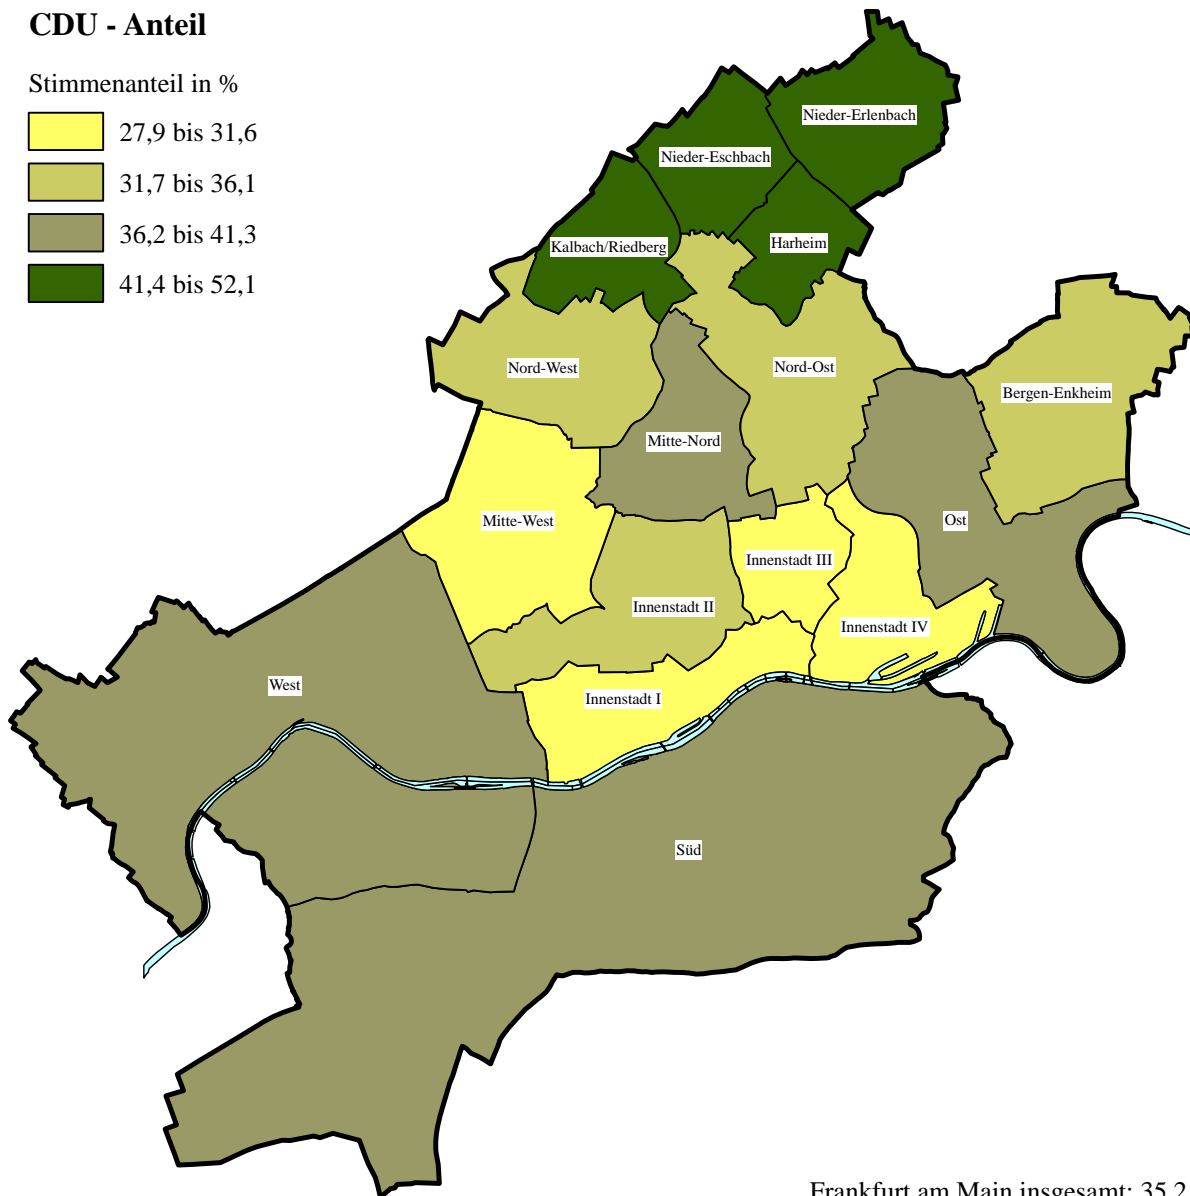 CDU - Anteil
Stimmenanteil in %
27,9 bis 31,6
31,7 bis 36,1
36,2 bis 41,3
41,4 bis 52,1
Nieder-Erlenbach
Nieder-Eschbach
Kalbach/Riedberg
Harheim
Nord-West
Nord-Ost
Bergen-Enkheim
Mitte-Nord
Mitte-West
Ost
Innenstadt III
Innenstadt II
Innenstadt IV
West
Innenstadt I
Süd
Frankfurt am Main insgesamt: 35,2